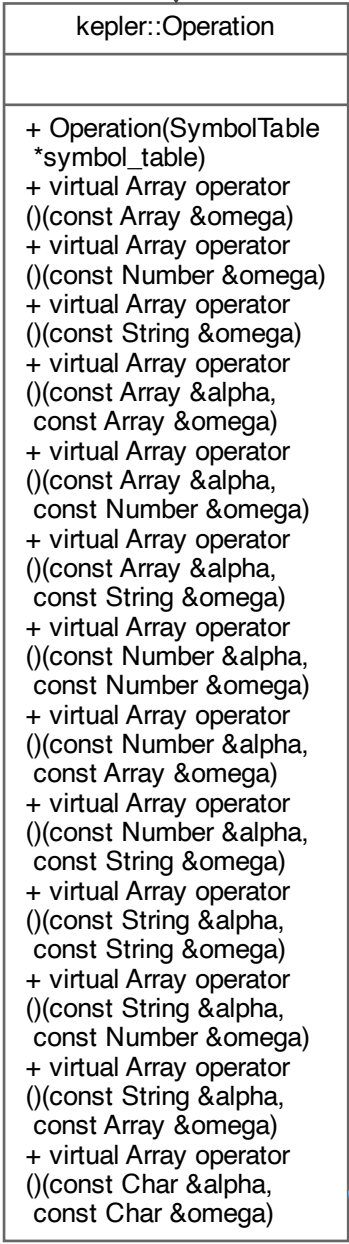 kepler::Operation
+ Operation(SymbolTable
*symbol_table)
+ virtual Array operator
()(const Array &omega)
+ virtual Array operator
()(const Number &omega)
+ virtual Array operator
()(const String &omega)
+ virtual Array operator
()(const Array &alpha,
const Array &omega)
+ virtual Array operator
()(const Array &alpha,
const Number &omega)
+ virtual Array operator
()(const Array &alpha,
const String &omega)
+ virtual Array operator
()(const Number &alpha,
const Number &omega)
+ virtual Array operator
()(const Number &alpha,
const Array &omega)
+ virtual Array operator
()(const Number &alpha,
const String &omega)
+ virtual Array operator
()(const String &alpha,
const String &omega)
+ virtual Array operator
()(const String &alpha,
const Number &omega)
+ virtual Array operator
()(const String &alpha,
const Array &omega)
+ virtual Array operator
()(const Char &alpha,
const Char &omega)